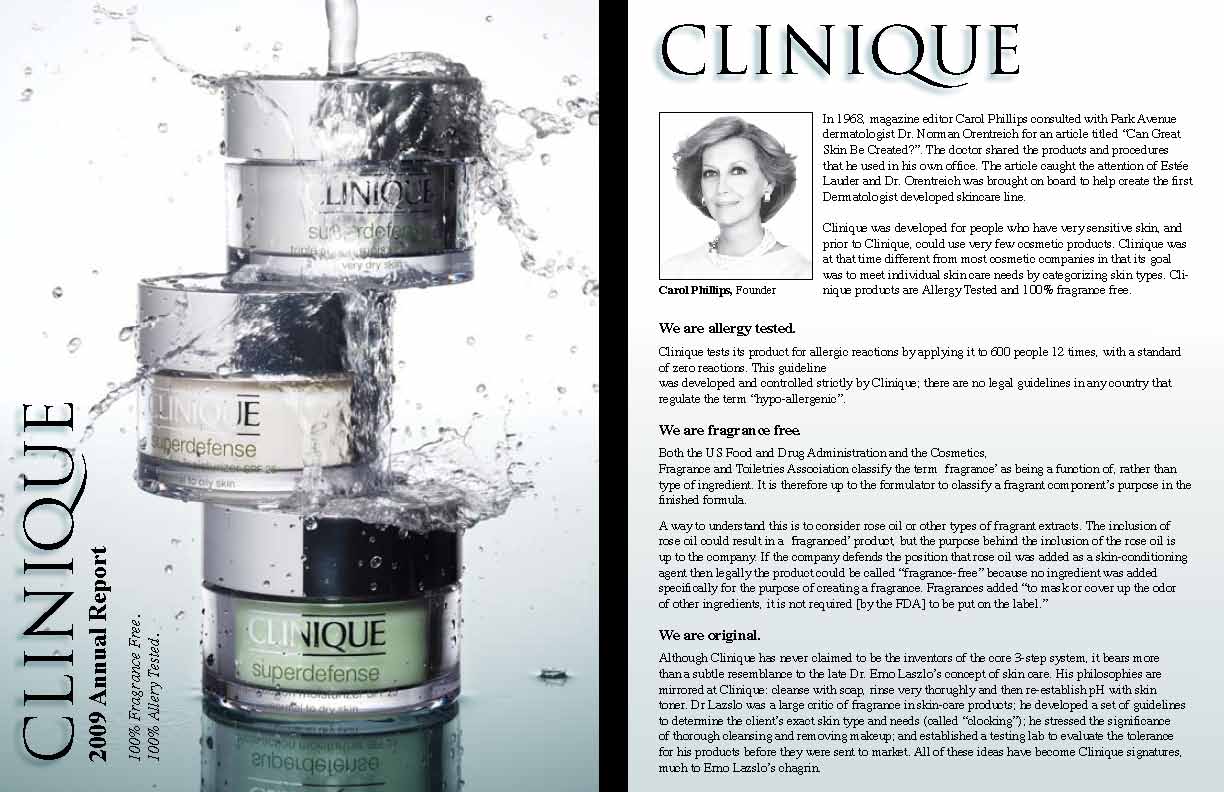 CLINIQUE
superdefense
very dry skin
CLINIQUE
superdefense
CLINIQUE
superdefense
CLINIQUE
2009 Annual Report
100% Fragrance Free.
100% Allery Tested.
CLINIQUE
In 1968, magazine editor Carol Phillips consulted with Park Avenue
dermatologist Dr. Norman Orentreich for an article titled “Can Great
Skin Be Created?”. The doctor shared the products and procedures
that he used in his own office. The article caught the attention of Estée
Lauder and Dr. Orentreich was brought on board to help create the first
Dermatologist developed skincare line.
Clinique was developed for people who have very sensitive skin, and
prior to Clinique, could use very few cosmetic products. Clinique was
at that time different from most cosmetic companies in that its goal
was to meet individual skin care needs by categorizing skin types. Cli-
nique products are Allergy Tested and 100% fragrance free.
Carol Phillips, Founder
We are allergy tested.
Clinique tests its product for allergic reactions by applying it to 600 people 12 times, with a standard
of zero reactions. This guideline
was developed and controlled strictly by Clinique; there are no legal guidelines in any country that
regulate the term “hypo-allergenic”.
We are fragrance free.
Both the US Food and Drug Administration and the Cosmetics,
Fragrance and Toiletries Association classify the term fragrance’ as being a function of, rather than
type of ingredient. It is therefore up to the formulator to classify a fragrant component’s purpose in the
finished formula.
A way to understand this is to consider rose oil or other types of fragrant extracts. The inclusion of
rose oil could result in a fragranced’ product, but the purpose behind the inclusion of the rose oil is
up to the company. If the company defends the position that rose oil was added as a skin-conditioning
agent then legally the product could be called “fragrance-free” because no ingredient was added
specifically for the purpose of creating a fragrance. Fragrances added “to mask or cover up the odor
of other ingredients, it is not required [by the FDA] to be put on the label.”
We are original.
Although Clinique has never claimed to be the inventors of the core 3-step system, it bears more
than a subtle resemblance to the late Dr. Erno Laszlo’s concept of skin care. His philosophies are
mirrored at Clinique: cleanse with soap, rinse very thorughly and then re-establish pH with skin
toner. Dr Lazslo was a large critic of fragrance in skin-care products; he developed a set of guidelines
to determine the client’s exact skin type and needs (called “clocking”); he stressed the significance
of thorough cleansing and removing makeup; and established a testing lab to evaluate the tolerance
for his products before they were sent to market. All of these ideas have become Clinique signatures,
much to Erno Lazslo’s chagrin.